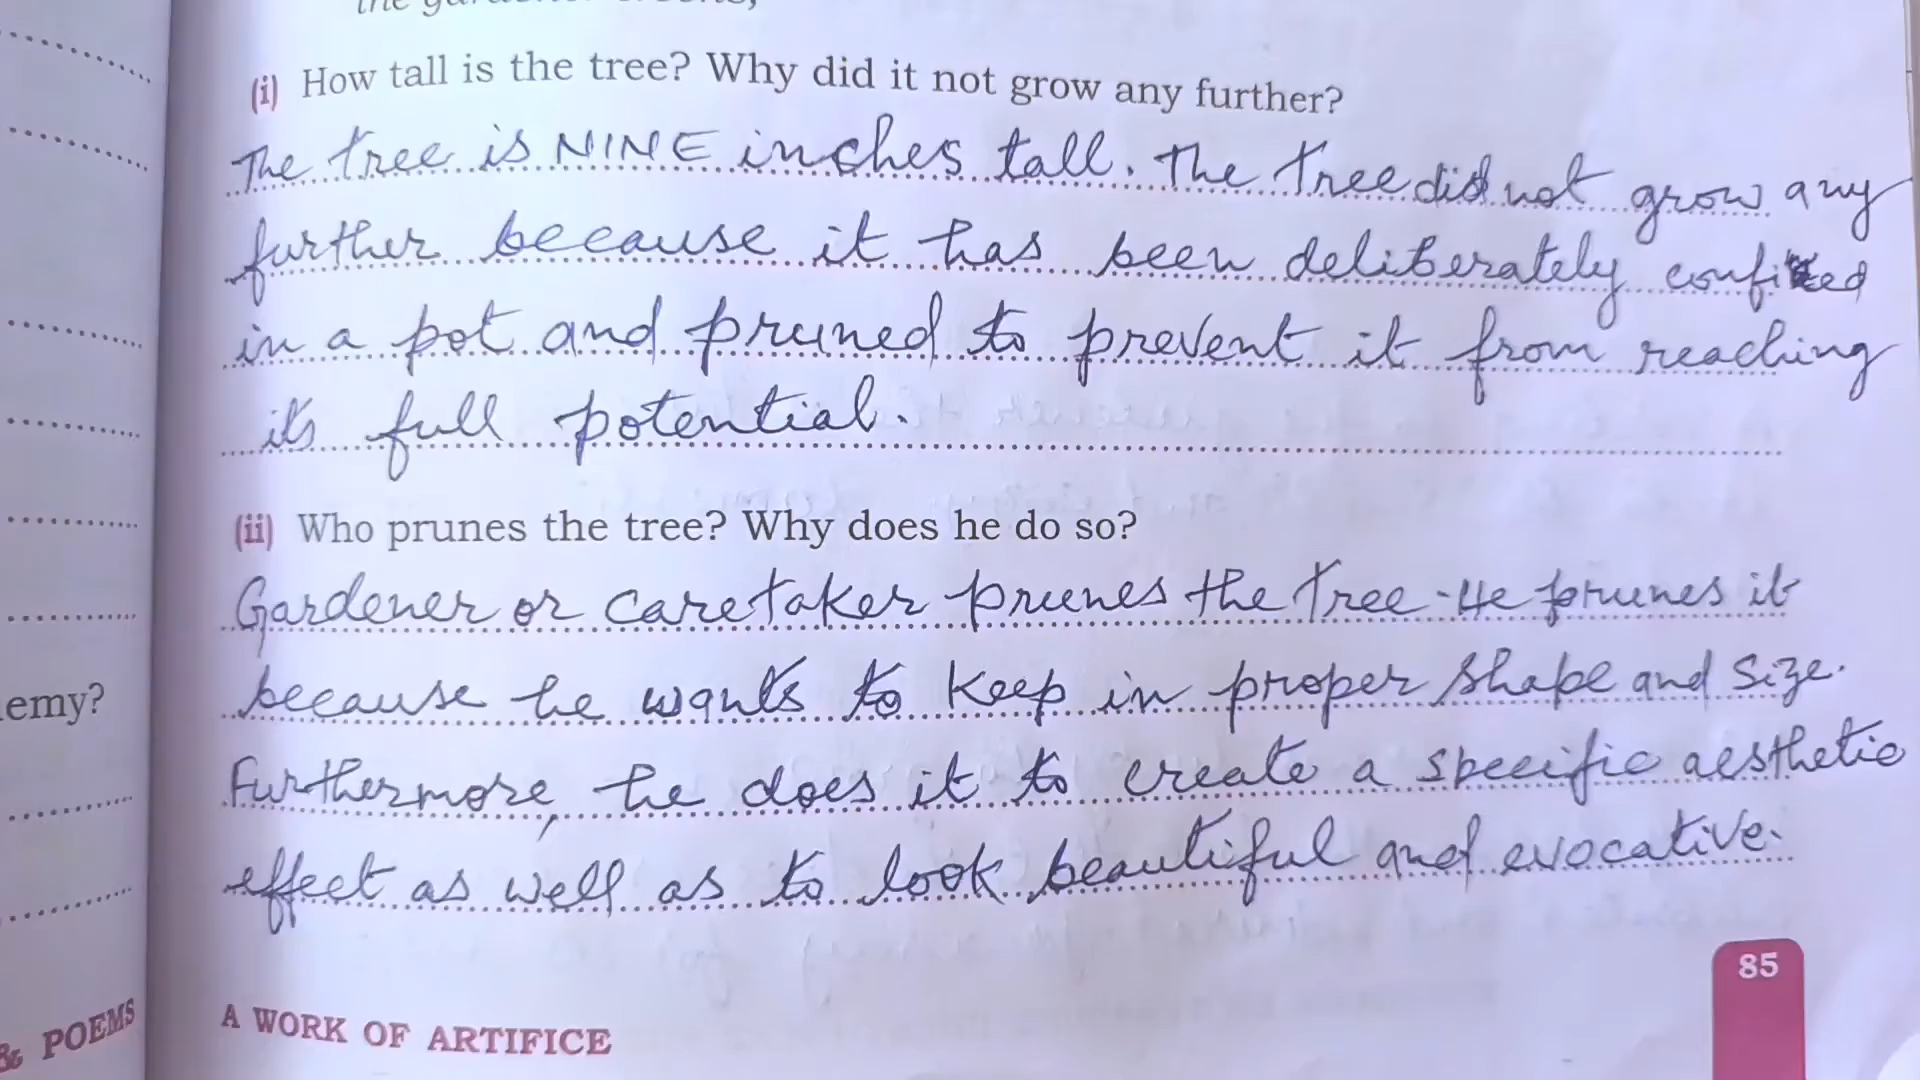 (i) How tall is the tree? Why did it not grow any further?
The tree is NINE inches tall. The tree did not grow any
further because it has been deliberately confined
in a pot and pruned to prevent it from reaching
it's full potential.
(ii) Who prunes the tree? Why does he do so?
Gardener or caretaker prunes the tree. He prunes it
because he wants to keep in proper shape and size.
Furthermore, he does it to create a specific aesthetic
effect as well as to look beautiful and evocative.
emy?
85
& POEMS
A WORK OF ARTIFICE